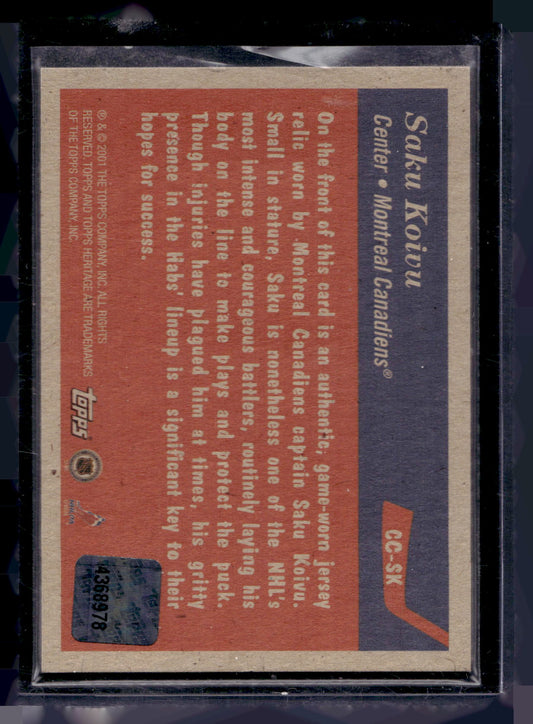 Saku Koivu
Center • Montreal Canadiens®
CC-SK
On the front of this card is an authentic, game-worn jersey
relic worn by Montreal Canadiens captain Saku Koivu.
Small in stature, Saku is nonetheless one of the NHL's
most intense and courageous battlers, routinely laying his
body on the line to make plays and protect the puck.
Though injuries have plagued him at times, his gritty
presence in the Habs' lineup is a significant key to their
hopes for success.
® & © 2001 THE TOPPS COMPANY, INC. ALL RIGHTS
RESERVED. TOPPS AND TOPPS HERITAGE ARE TRADEMARKS
OF THE TOPPS COMPANY, INC.
topps
4368978